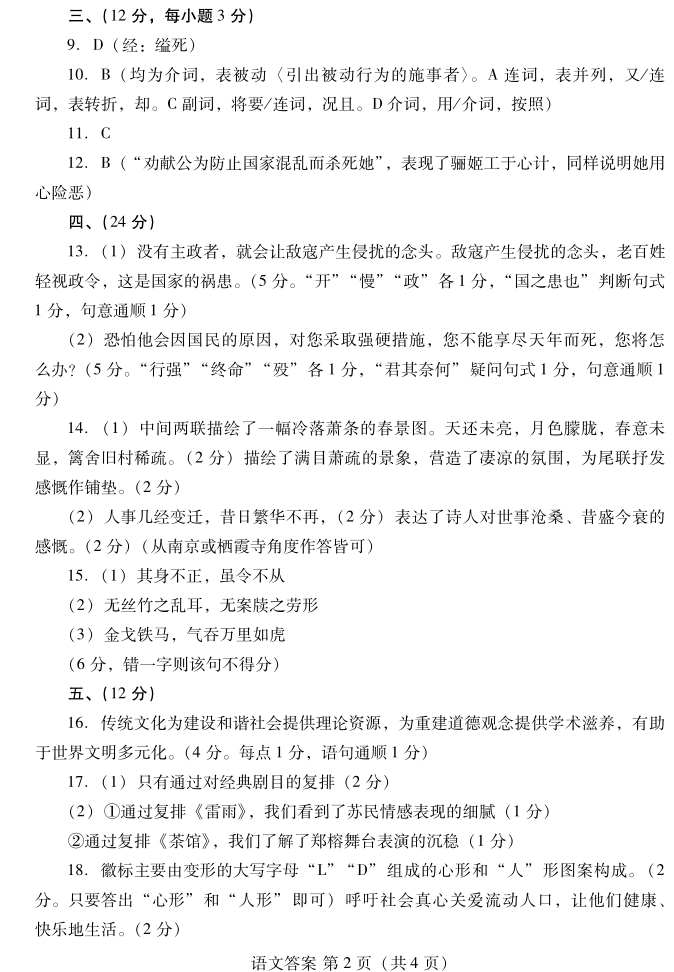 三、(12 分，每小题 3 分)
9. D（经：缢死）
10. B（均为介词，表被动〈引出被动行为的施事者〉。A 连词，表并列，又/连
词，表转折，却。C 副词，将要/连词，况且。D 介词，用/介词，按照）
11. C
12. B（“劝献公为防止国家混乱而杀死她”，表现了骊姬工于心计，同样说明她用
心险恶）
四、(24 分)
13.（1）没有主政者，就会让敌寇产生侵扰的念头。敌寇产生侵扰的念头，老百姓
轻视政令，这是国家的祸患。（5 分。“开”“慢”“政”各 1 分，“国之患也”判断句式
1 分，句意通顺 1 分）
（2）恐怕他会因国民的原因，对您采取强硬措施，您不能享尽天年而死，您将怎
么办？（5 分。“行强”“终命”“殁”各 1 分，“君其奈何”疑问句式 1 分，句意通顺 1
分）
14.（1）中间两联描绘了一幅冷落萧条的春景图。天还未亮，月色朦胧，春意未
显，篱舍旧村稀疏。（2 分）描绘了满目萧疏的景象，营造了凄凉的氛围，为尾联抒发
感慨作铺垫。（2 分）
（2）人事几经变迁，昔日繁华不再，（2 分）表达了诗人对世事沧桑、昔盛今衰的
感慨。（2 分）（从南京或栖霞寺角度作答皆可）
15.（1）其身不正，虽令不从
（2）无丝竹之乱耳，无案牍之劳形
（3）金戈铁马，气吞万里如虎
（6 分，错一字则该句不得分）
五、(12 分)
16. 传统文化为建设和谐社会提供理论资源，为重建道德观念提供学术滋养，有助
于世界文明多元化。（4 分。每点 1 分，语句通顺 1 分）
17.（1）只有通过对经典剧目的复排（2 分）
（2）①通过复排《雷雨》，我们看到了苏民情感表现的细腻（1 分）
②通过复排《茶馆》，我们了解了郑榕舞台表演的沉稳（1 分）
18. 徽标主要由变形的大写字母“L”“D”组成的心形和“人”形图案构成。（2
分。只要答出“心形”和“人形”即可）呼吁社会真心关爱流动人口，让他们健康、
快乐地生活。（2 分）
语文答案 第 2 页（共 4 页）